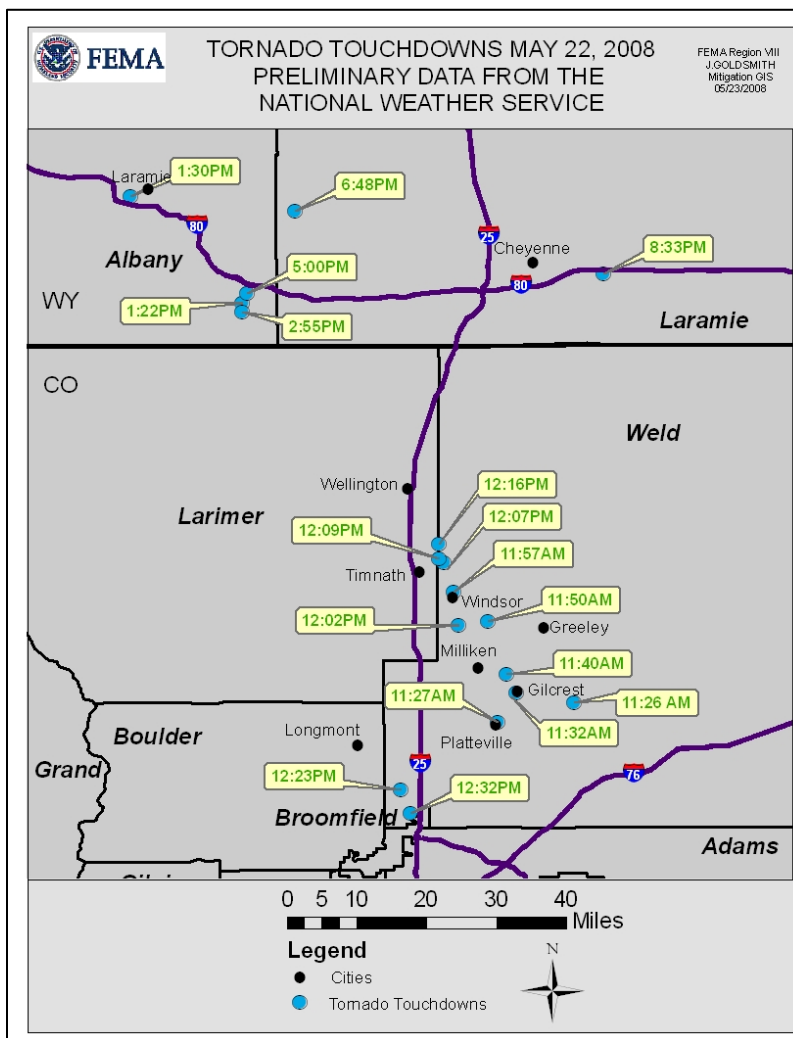 FEMA
TORNADO TOUCHDOWNS MAY 22, 2008
PRELIMINARY DATA FROM THE
NATIONAL WEATHER SERVICE
FEMA Region VIII
J.GOLDSMITH
Mitigation GIS
05/23/2008
Laramie
1:30PM
6:48PM
80
25
Albany
Cheyenne
8:33PM
5:00PM
80
WY
1:22PM
2:55PM
Laramie
CO
Weld
Wellington
12:16PM
Larimer
12:09PM
12:07PM
11:57AM
Timnath
Windsor
11:50AM
12:02PM
Greeley
Milliken
11:40AM
11:27AM
Gilcrest
11:26 AM
11:32AM
Boulder
Longmont
Platteville
Grand
25
76
12:23PM
12:32PM
Broomfield
Adams
0 5 10 20 30 40
Miles
Legend
N
Cities
Tornado Touchdowns